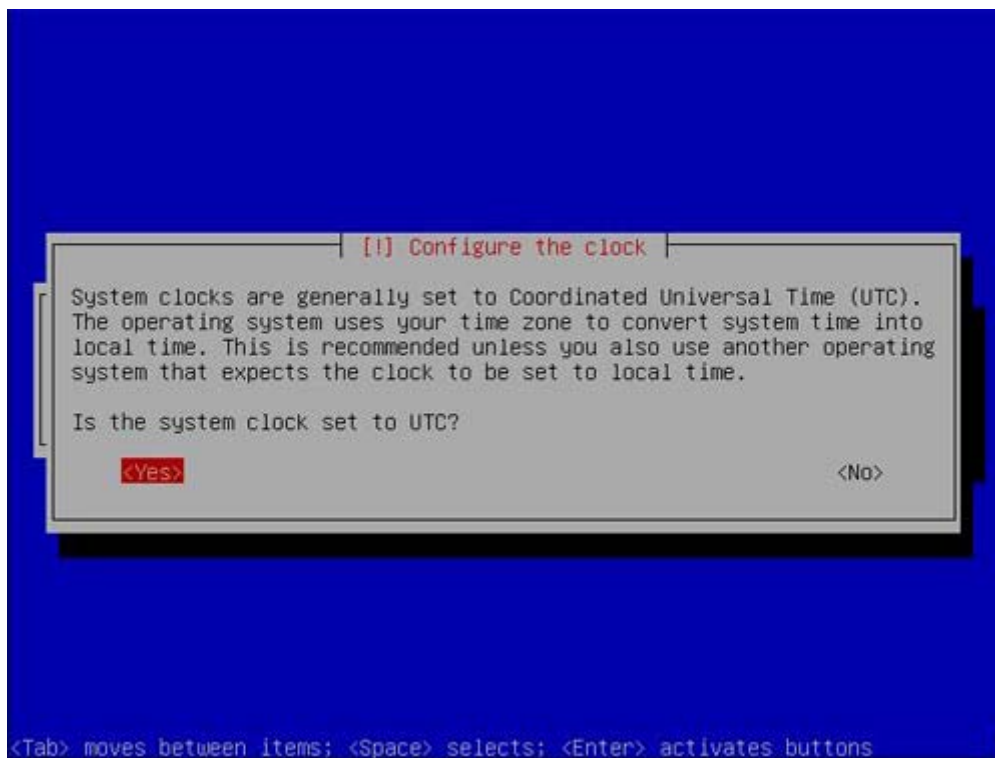 [!] Configure the clock
System clocks are generally set to Coordinated Universal Time (UTC).
The operating system uses your time zone to convert system time into
local time. This is recommended unless you also use another operating
system that expects the clock to be set to local time.
Is the system clock set to UTC?
<Yes> <No>
<Tab> moves between items; <Space> selects; <Enter> activates buttons